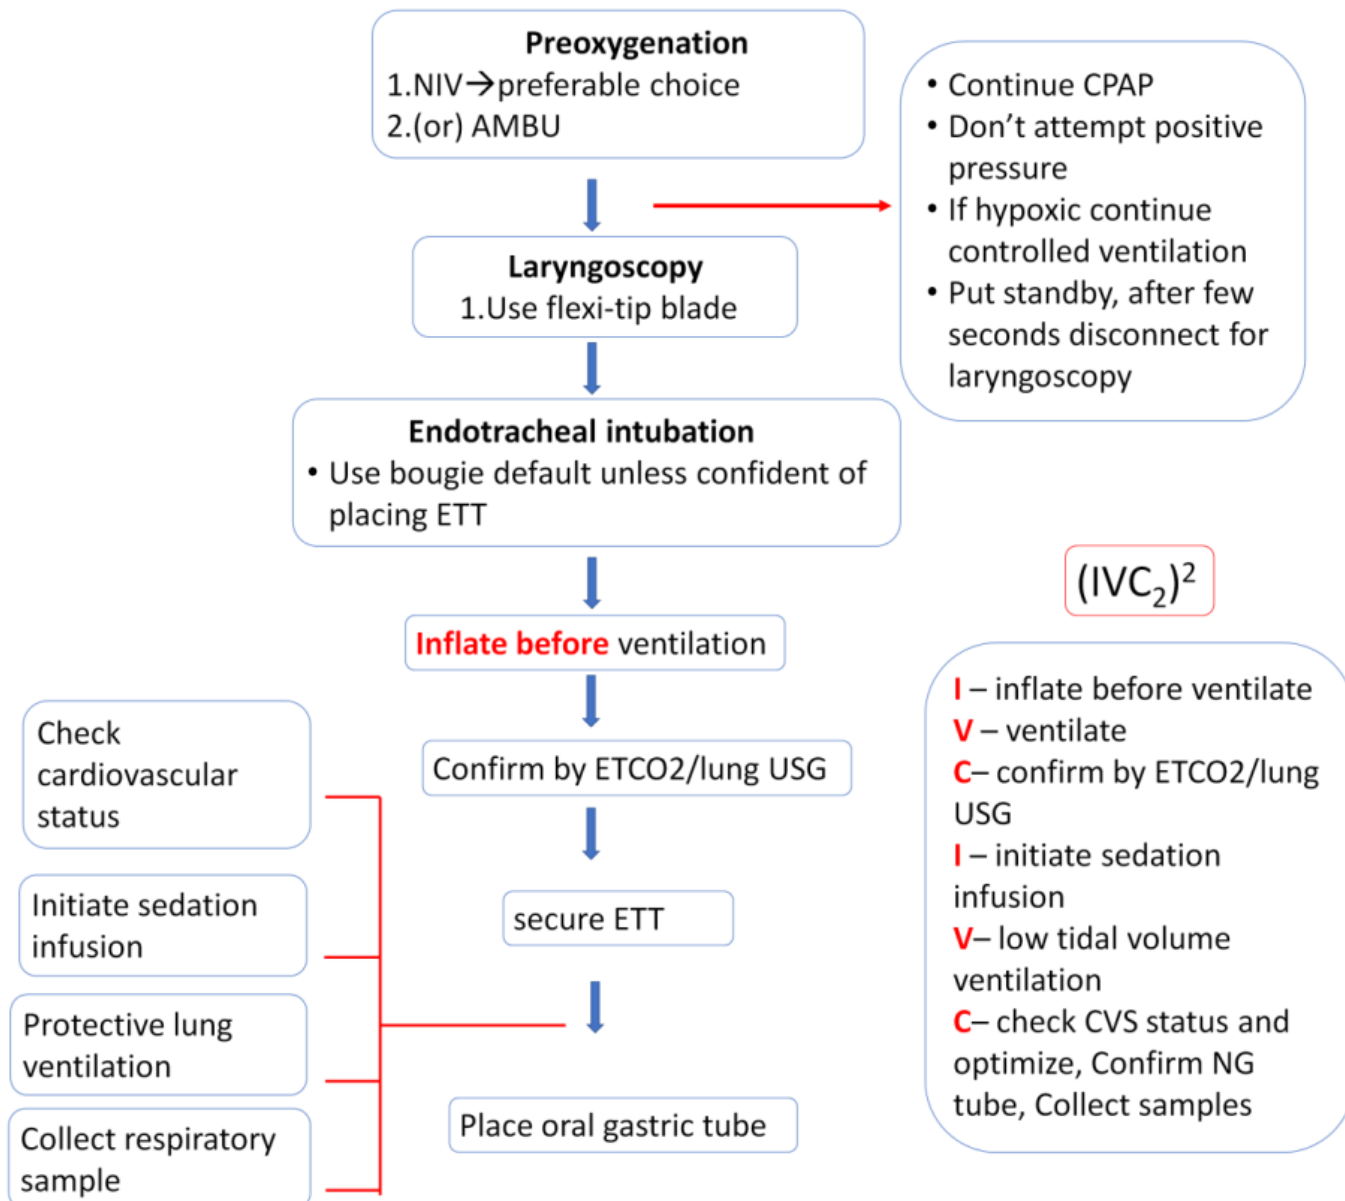 Preoxygenation
1.NIV→preferable choice
2.(or) AMBU
• Continue CPAP
• Don’t attempt positive
pressure
• If hypoxic continue
controlled ventilation
• Put standby, after few
seconds disconnect for
laryngoscopy
Laryngoscopy
1.Use flexi-tip blade
Endotracheal intubation
• Use bougie default unless confident of
placing ETT
Inflate before ventilation
Confirm by ETCO2/lung USG
secure ETT
Place oral gastric tube
Check
cardiovascular
status
Initiate sedation
infusion
Protective lung
ventilation
Collect respiratory
sample
(IVC₂)²
I – inflate before ventilate
V – ventilate
C– confirm by ETCO2/lung
USG
I – initiate sedation
infusion
V– low tidal volume
ventilation
C– check CVS status and
optimize, Confirm NG
tube, Collect samples